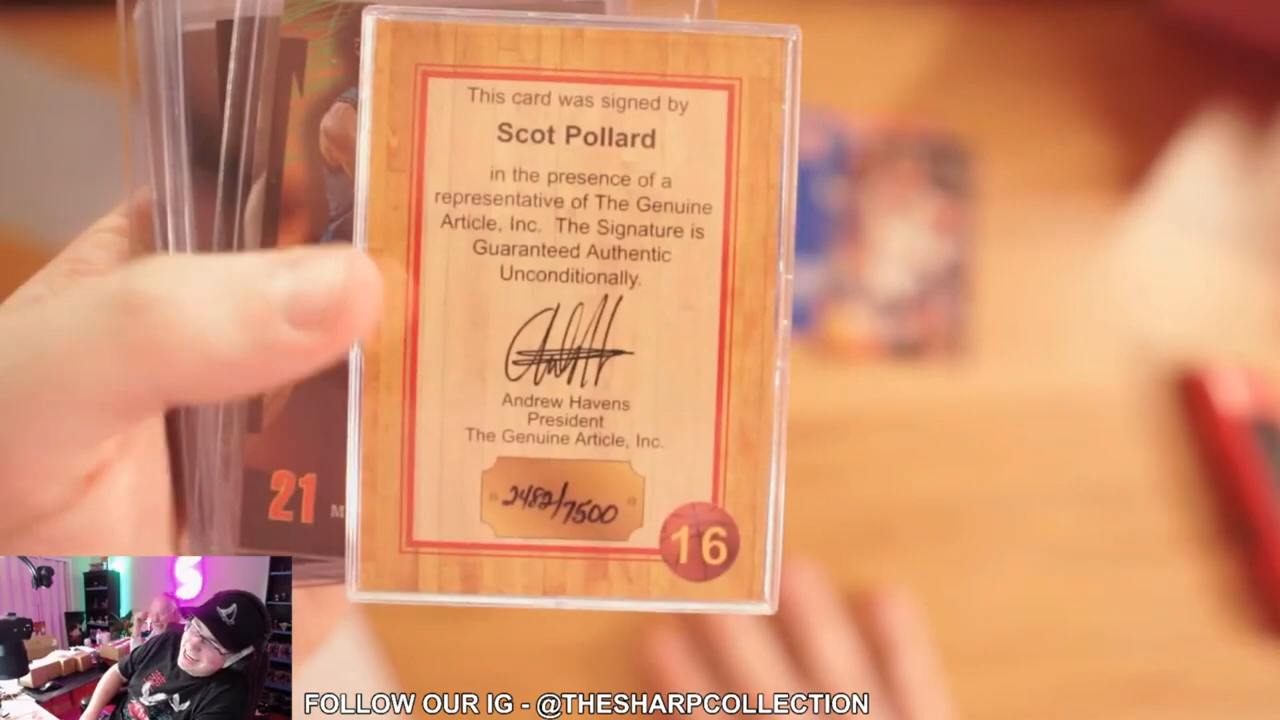 This card was signed by
Scot Pollard
in the presence of a
representative of The Genuine
Article, Inc. The Signature is
Guaranteed Authentic
Unconditionally.
Andrew Havens
President
The Genuine Article, Inc.
2482/7500
16
21 M
FOLLOW OUR IG - @THESHARPCOLLECTION